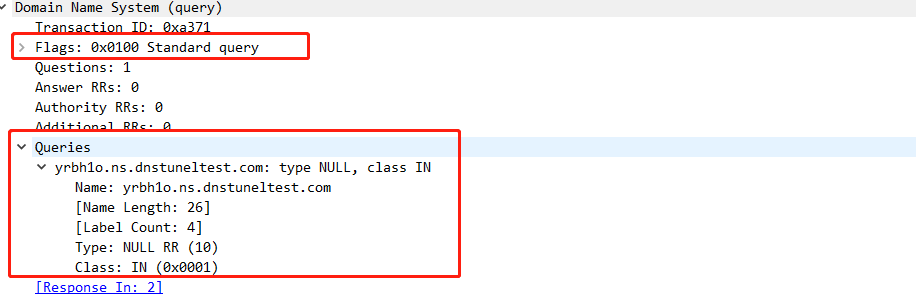 Domain Name System (query)
Transaction ID: 0xa371
Flags: 0x0100 Standard query
Questions: 1
Answer RRs: 0
Authority RRs: 0
Additional RRs: 0
Queries
yrbh1o.ns.dnstuneltest.com: type NULL, class IN
Name: yrbh1o.ns.dnstuneltest.com
[Name Length: 26]
[Label Count: 4]
Type: NULL RR (10)
Class: IN (0x0001)
[Response In: 2]